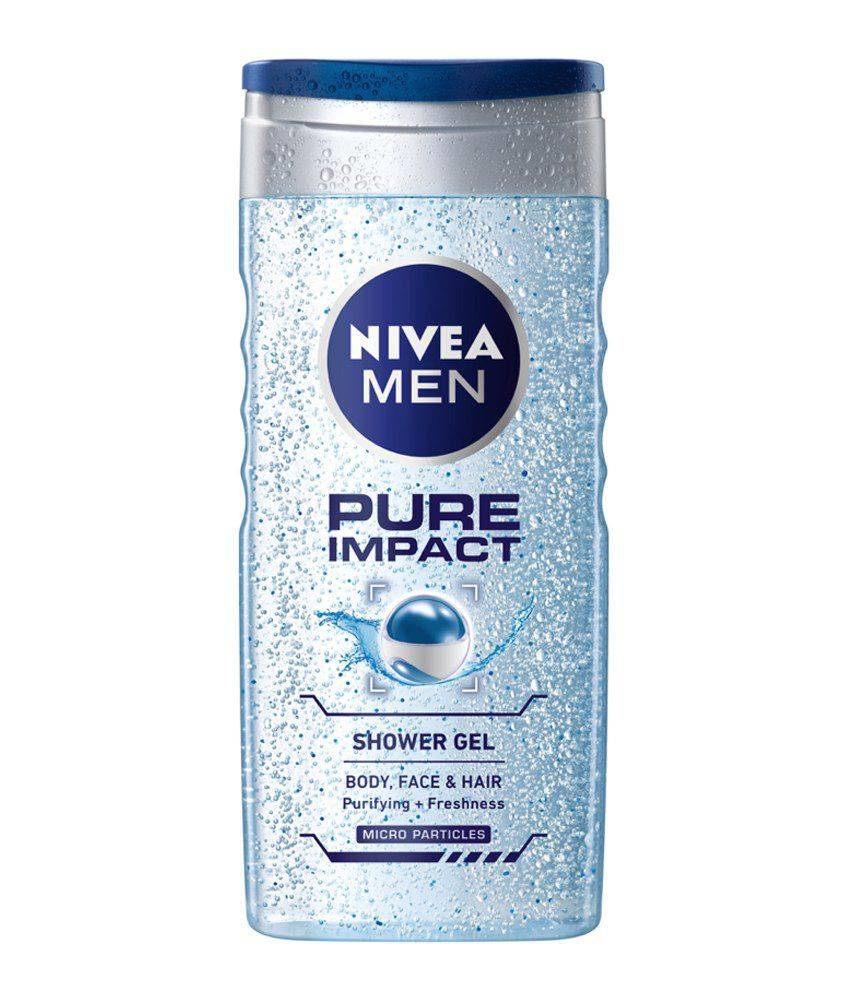 NIVEA
MEN
PURE
IMPACT
SHOWER GEL
BODY, FACE & HAIR
Purifying + Freshness
MICRO PARTICLES